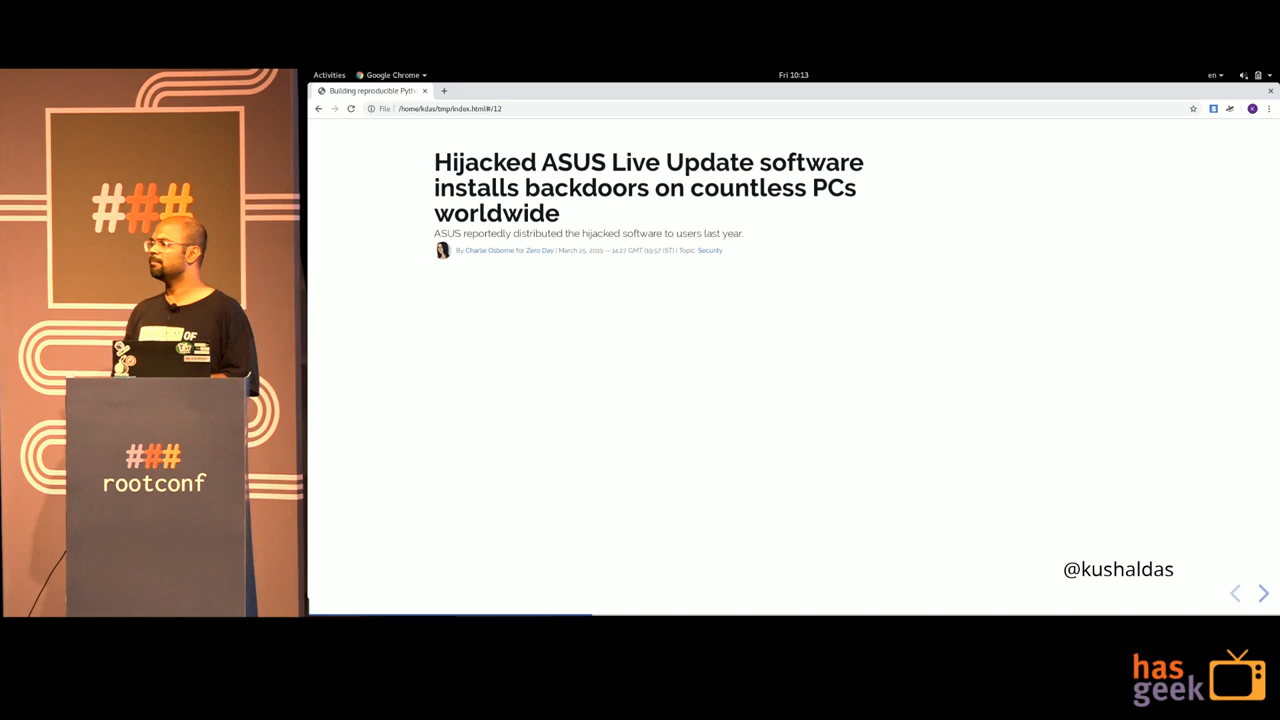 Activities
Google Chrome
Fri 10:13
en
Building reproducible Pyth
File
/home/kdas/tmp/index.html#/12
K
Hijacked ASUS Live Update software
installs backdoors on countless PCs
worldwide
ASUS reportedly distributed the hijacked software to users last year.
By Charlie Osborne for Zero Day | March 25, 2019 -- 14:27 GMT (19:57 IST) | Topic: Security
###
OF
###
rootconf
@kushaldas
has
geek